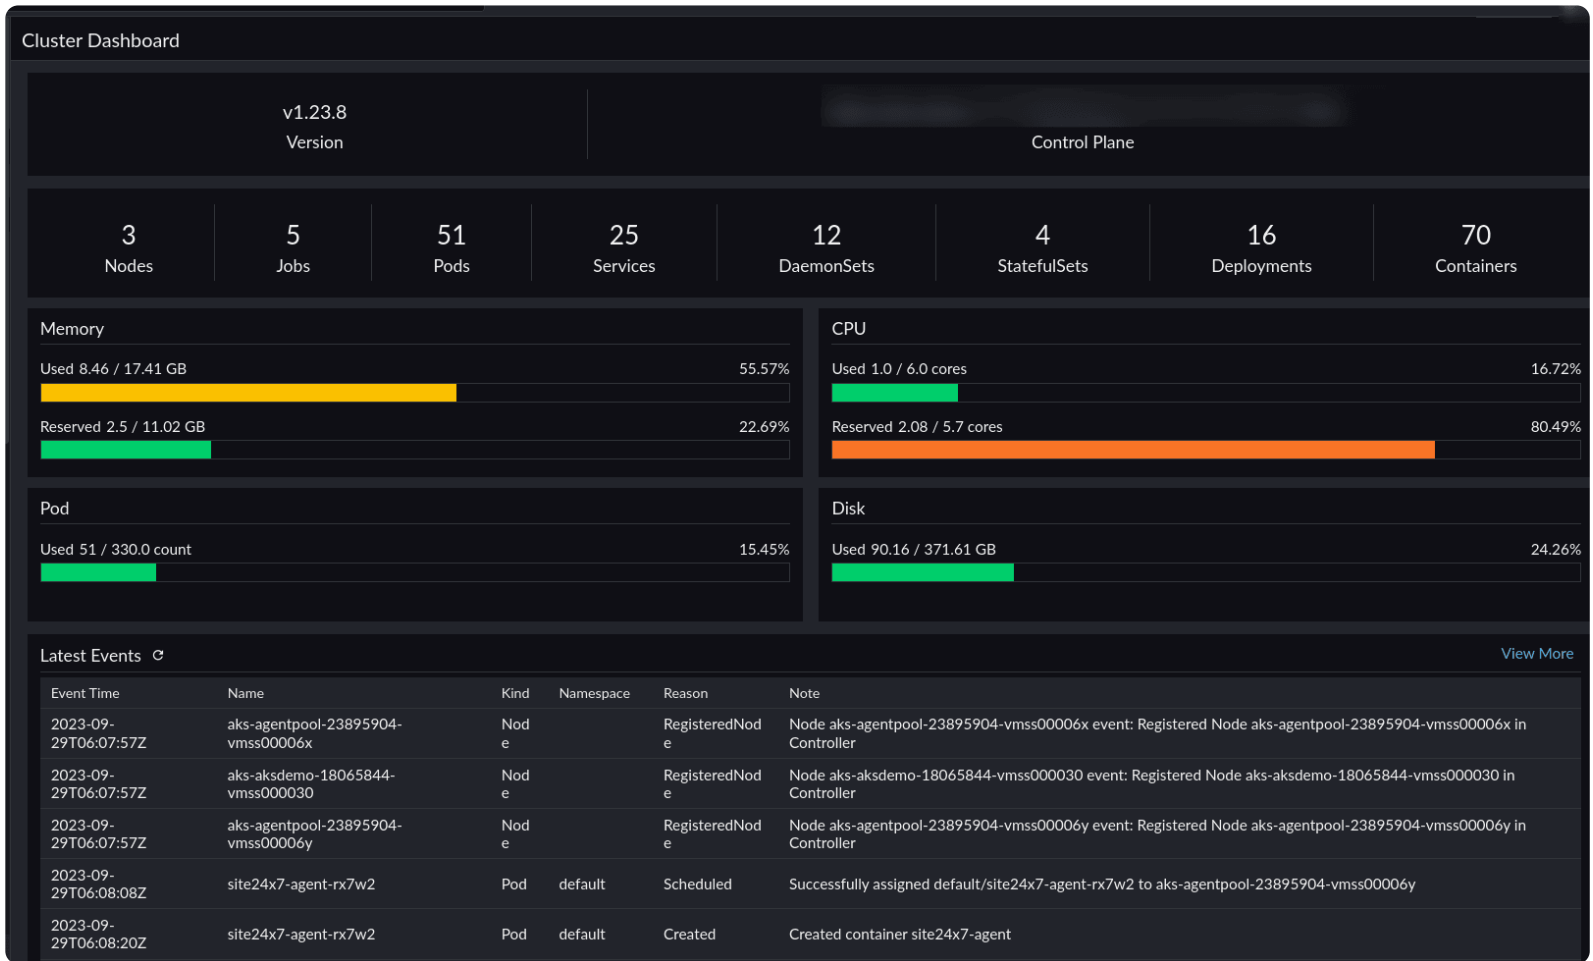 Cluster Dashboard
v1.23.8
Version
Control Plane
3
Nodes
5
Jobs
51
Pods
25
Services
12
DaemonSets
4
StatefulSets
16
Deployments
70
Containers
Memory
Used 8.46 / 17.41 GB 55.57%
Reserved 2.5 / 11.02 GB 22.69%
CPU
Used 1.0 / 6.0 cores 16.72%
Reserved 2.08 / 5.7 cores 80.49%
Pod
Used 51 / 330.0 count 15.45%
Disk
Used 90.16 / 371.61 GB 24.26%
Latest Events
View More
Event Time Name Kind Namespace Reason Note
2023-09-
29T06:07:57Z
aks-agentpool-23895904-
vmss00006x
Nod
e
RegisteredNod
e
Node aks-agentpool-23895904-vmss00006x event: Registered Node aks-agentpool-23895904-vmss00006x in
Controller
2023-09-
29T06:07:57Z
aks-aksdemo-18065844-
vmss000030
Nod
e
RegisteredNod
e
Node aks-aksdemo-18065844-vmss000030 event: Registered Node aks-aksdemo-18065844-vmss000030 in
Controller
2023-09-
29T06:07:57Z
aks-agentpool-23895904-
vmss00006y
Nod
e
RegisteredNod
e
Node aks-agentpool-23895904-vmss00006y event: Registered Node aks-agentpool-23895904-vmss00006y in
Controller
2023-09-
29T06:08:08Z
site24x7-agent-rx7w2
Pod
default
Scheduled
Successfully assigned default/site24x7-agent-rx7w2 to aks-agentpool-23895904-vmss00006y
2023-09-
29T06:08:20Z
site24x7-agent-rx7w2
Pod
default
Created
Created container site24x7-agent